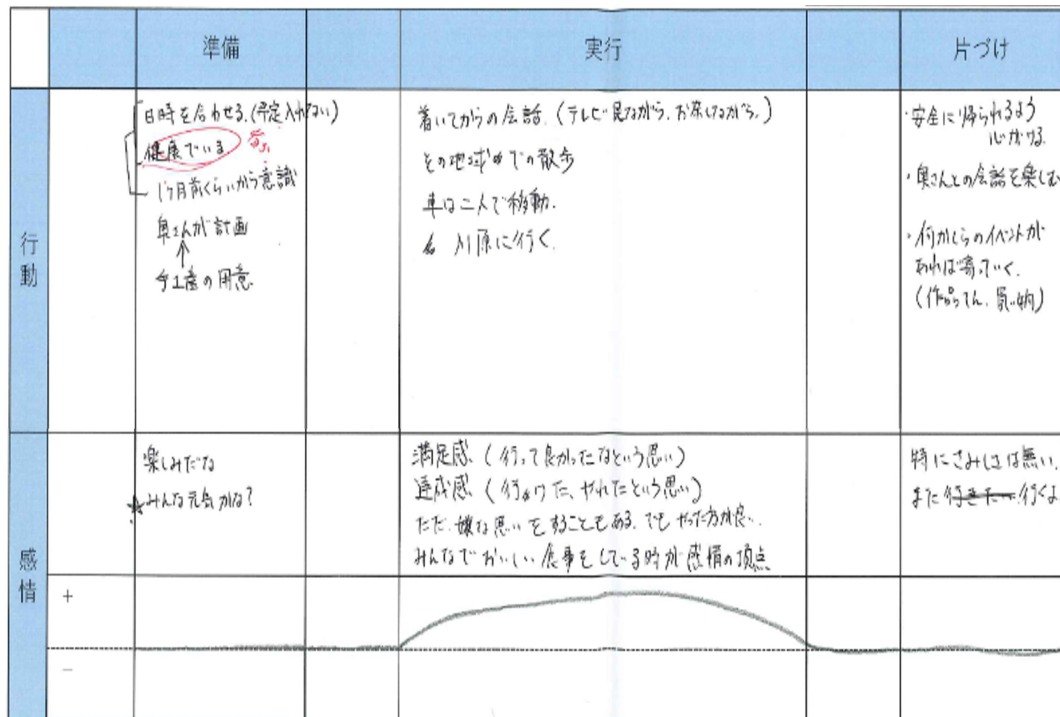 準備
実行
片づけ
行動
日時を合わせる.(予定入れない)
健康でいる
1ヶ月前くらいから意識
奥さんが計画
手土産の用意
着いてからの会話. (テレビ見ながら. お茶しながら.)
その地域での散歩
車は二人で移動.
川原に行く.
・安全に帰られるよう
心がける.
・奥さんとの会話を楽しむ
・何かしらのイベントが
あれば寄っていく.
感情
楽しみだな
みんな元気かな?
満足感 (行って良かったなという思い)
達成感 (行けた、やれたという思い)
ただ. 嫌な思いをすることもある. でもやった方が良い.
みんなでおいしい食事をしている時が感情の頂点
特にさみしさは無い.
また行きたい 行くよ
+
−